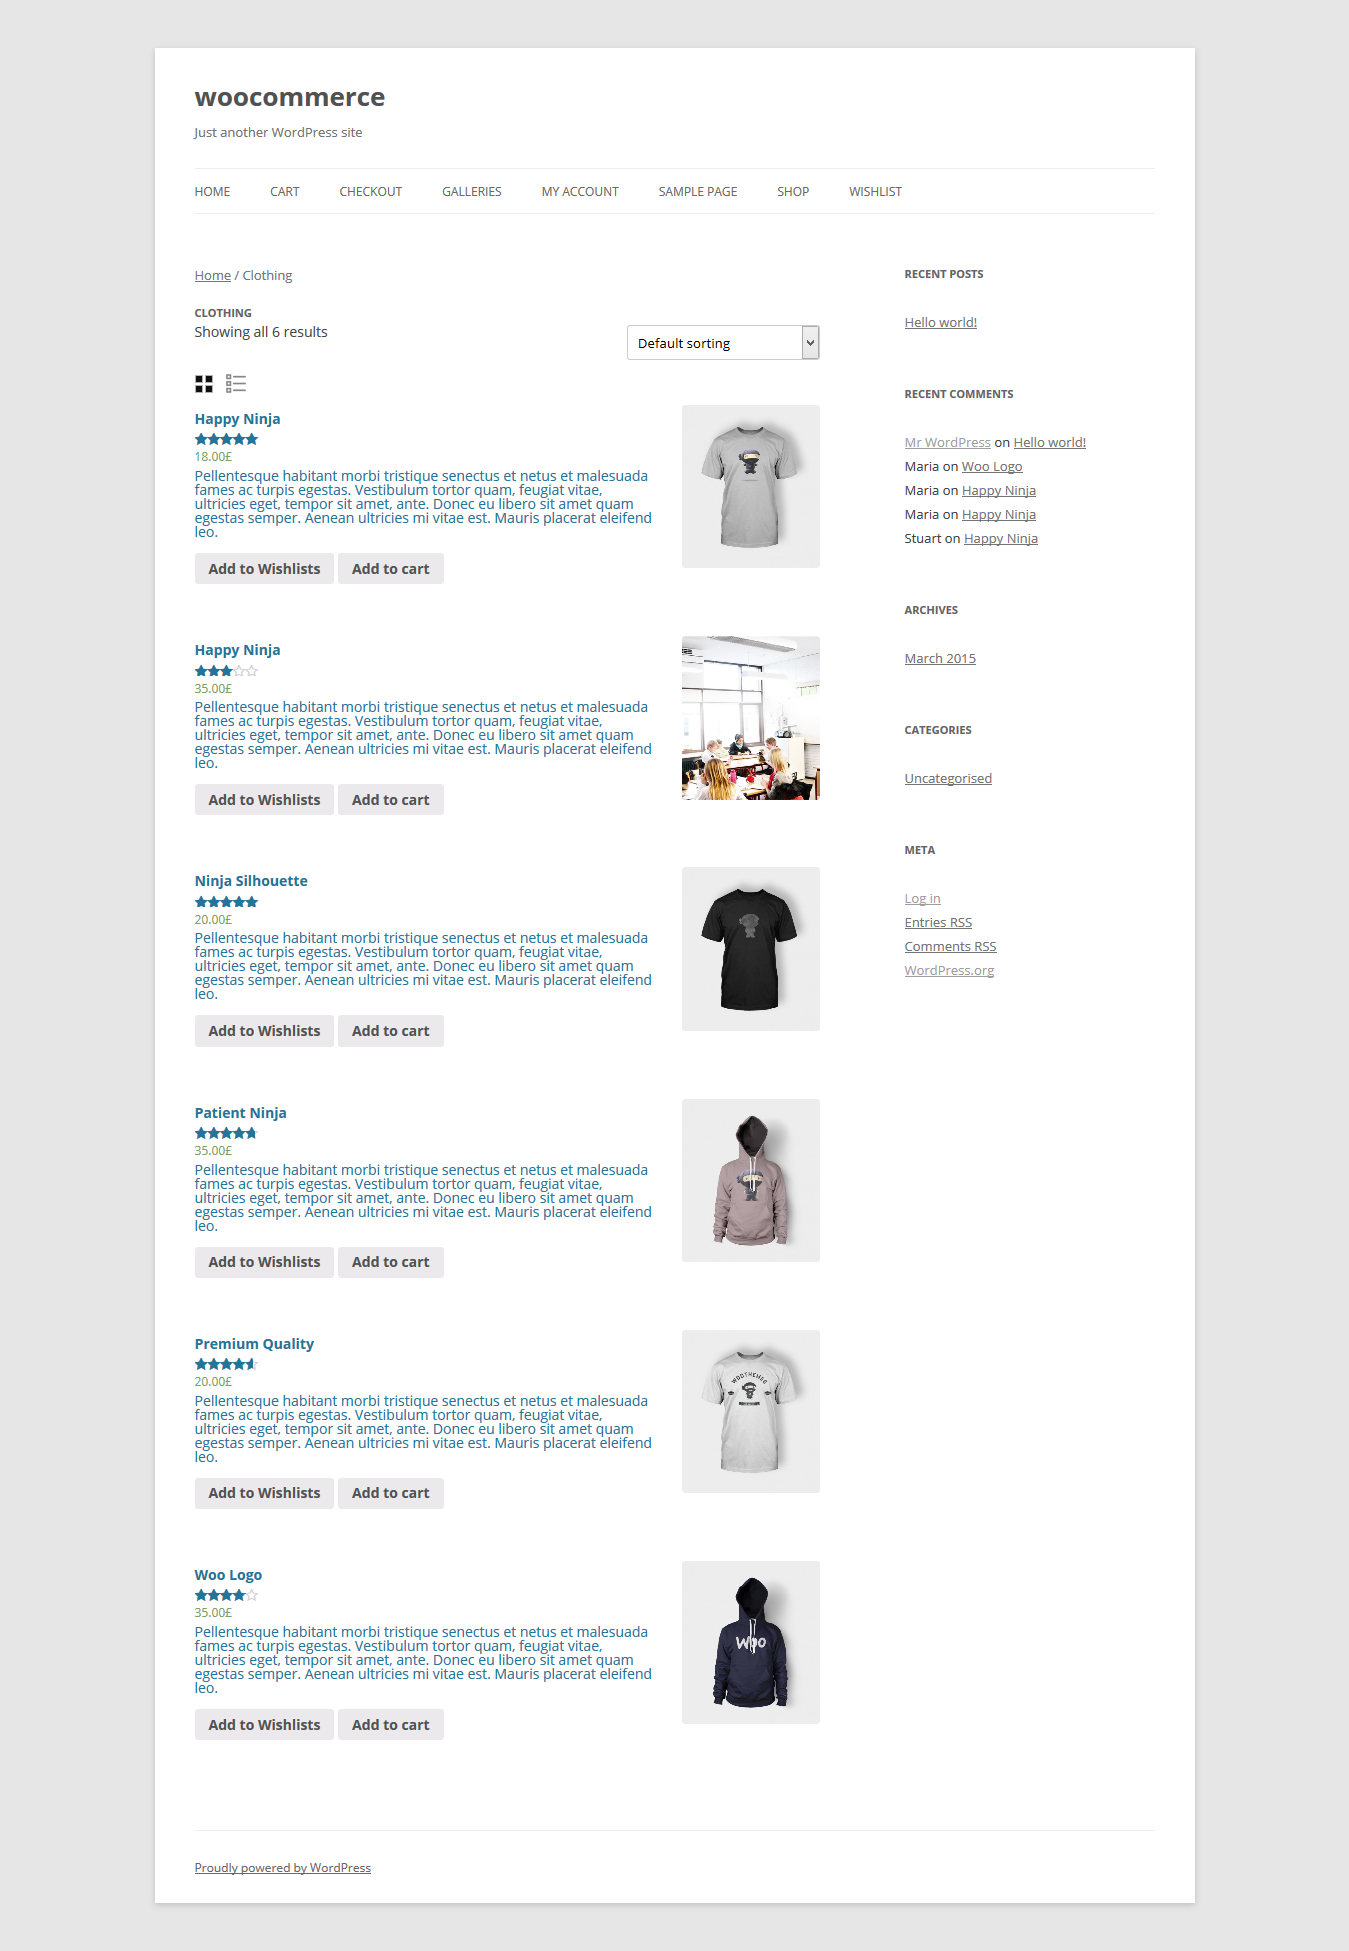 woocommerce
Just another WordPress site
HOME CART CHECKOUT GALLERIES MY ACCOUNT SAMPLE PAGE SHOP WISHLIST
Home / Clothing
CLOTHING
Showing all 6 results
Default sorting
Happy Ninja
18.00£
Pellentesque habitant morbi tristique senectus et netus et malesuada
fames ac turpis egestas. Vestibulum tortor quam, feugiat vitae,
ultricies eget, tempor sit amet, ante. Donec eu libero sit amet quam
egestas semper. Aenean ultricies mi vitae est. Mauris placerat eleifend
leo.
Add to Wishlists Add to cart
Happy Ninja
35.00£
Pellentesque habitant morbi tristique senectus et netus et malesuada
fames ac turpis egestas. Vestibulum tortor quam, feugiat vitae,
ultricies eget, tempor sit amet, ante. Donec eu libero sit amet quam
egestas semper. Aenean ultricies mi vitae est. Mauris placerat eleifend
leo.
Add to Wishlists Add to cart
Ninja Silhouette
20.00£
Pellentesque habitant morbi tristique senectus et netus et malesuada
fames ac turpis egestas. Vestibulum tortor quam, feugiat vitae,
ultricies eget, tempor sit amet, ante. Donec eu libero sit amet quam
egestas semper. Aenean ultricies mi vitae est. Mauris placerat eleifend
leo.
Add to Wishlists Add to cart
Patient Ninja
35.00£
Pellentesque habitant morbi tristique senectus et netus et malesuada
fames ac turpis egestas. Vestibulum tortor quam, feugiat vitae,
ultricies eget, tempor sit amet, ante. Donec eu libero sit amet quam
egestas semper. Aenean ultricies mi vitae est. Mauris placerat eleifend
leo.
Add to Wishlists Add to cart
Premium Quality
20.00£
Pellentesque habitant morbi tristique senectus et netus et malesuada
fames ac turpis egestas. Vestibulum tortor quam, feugiat vitae,
ultricies eget, tempor sit amet, ante. Donec eu libero sit amet quam
egestas semper. Aenean ultricies mi vitae est. Mauris placerat eleifend
leo.
Add to Wishlists Add to cart
WOOTHEMES
Woo Logo
35.00£
Pellentesque habitant morbi tristique senectus et netus et malesuada
fames ac turpis egestas. Vestibulum tortor quam, feugiat vitae,
ultricies eget, tempor sit amet, ante. Donec eu libero sit amet quam
egestas semper. Aenean ultricies mi vitae est. Mauris placerat eleifend
leo.
Add to Wishlists Add to cart
Woo
RECENT POSTS
Hello world!
RECENT COMMENTS
Mr WordPress on Hello world!
Maria on Woo Logo
Maria on Happy Ninja
Maria on Happy Ninja
Stuart on Happy Ninja
ARCHIVES
March 2015
CATEGORIES
Uncategorised
META
Log in
Entries RSS
Comments RSS
WordPress.org
Proudly powered by WordPress